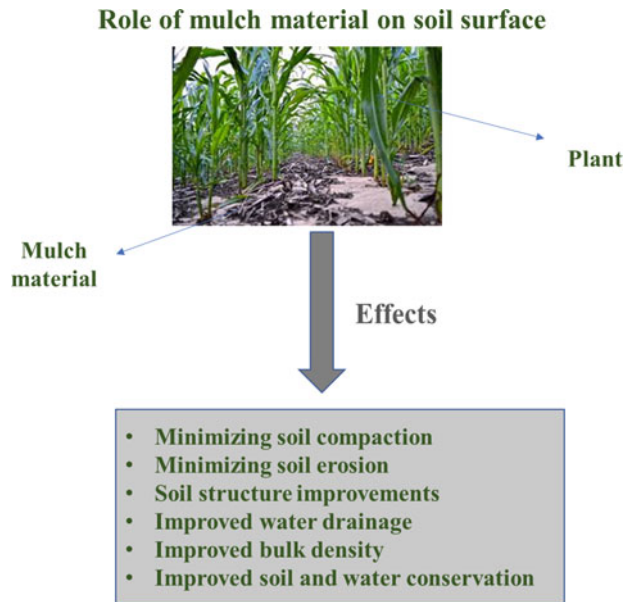 Role of mulch material on soil surface
Plant
Mulch
material
Effects
• Minimizing soil compaction
• Minimizing soil erosion
• Soil structure improvements
• Improved water drainage
• Improved bulk density
• Improved soil and water conservation